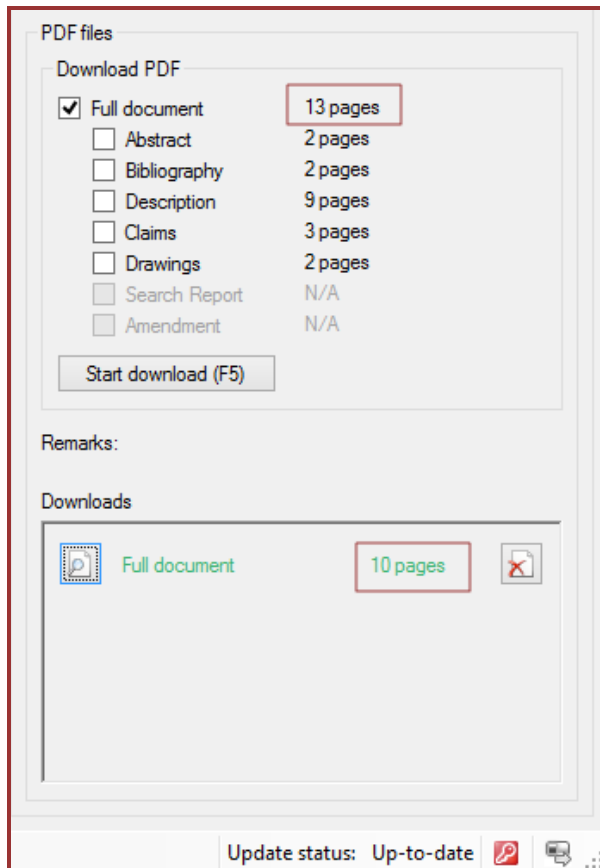 PDF files
Download PDF
Full document 13 pages
Abstract 2 pages
Bibliography 2 pages
Description 9 pages
Claims 3 pages
Drawings 2 pages
Search Report N/A
Amendment N/A
Start download (F5)
Remarks:
Downloads
Full document 10 pages
Update status: Up-to-date